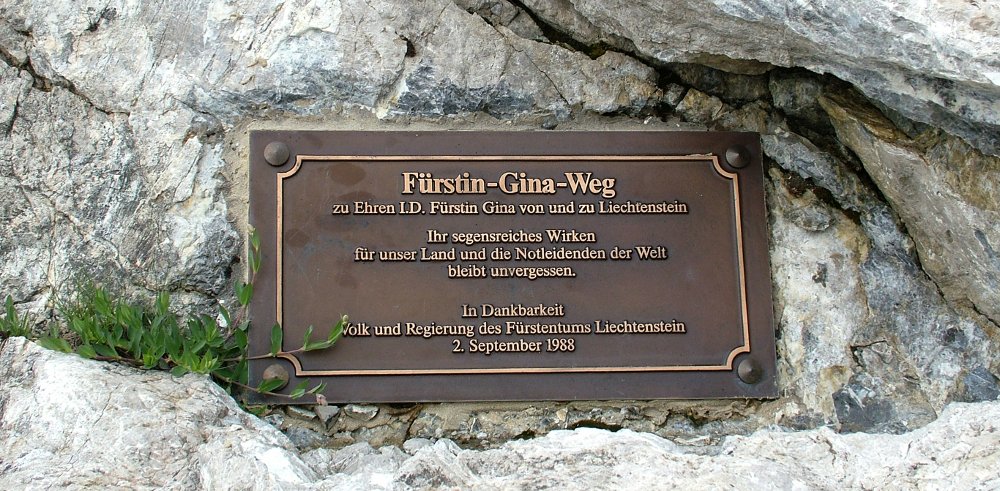 Fürstin-Gina-Weg
zu Ehren I.D. Fürstin Gina von und zu Liechtenstein
Ihr segensreiches Wirken
für unser Land und die Notleidenden der Welt
bleibt unvergessen.
In Dankbarkeit
Volk und Regierung des Fürstentums Liechtenstein
2. September 1988